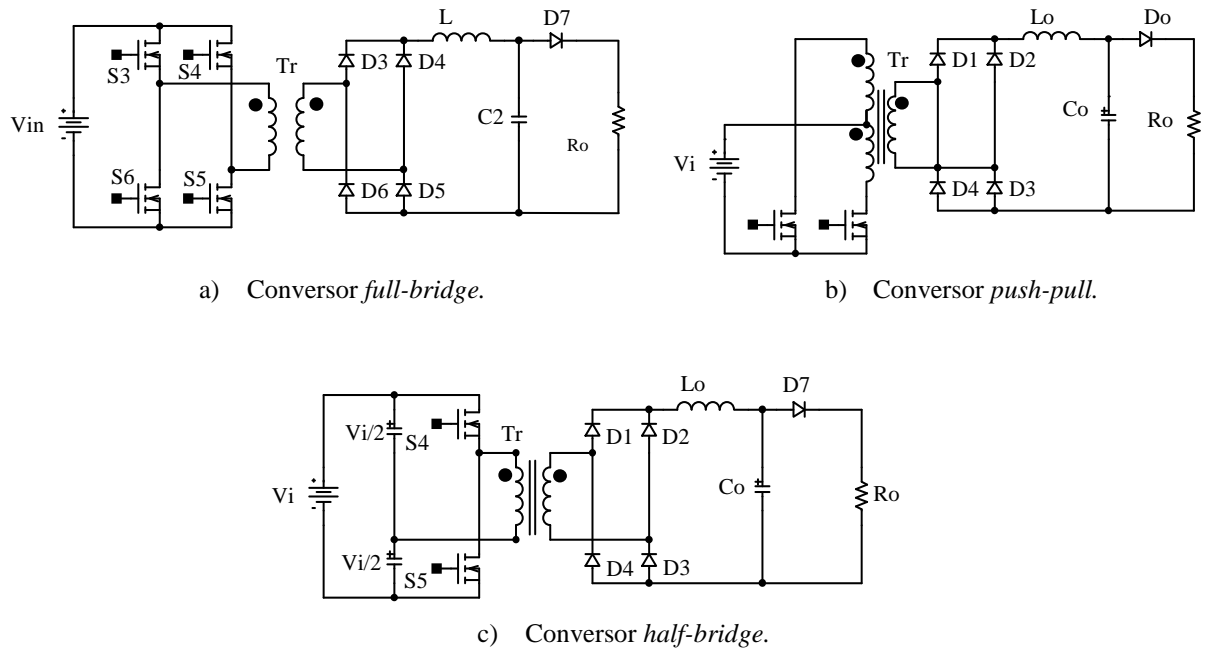 L
D7
S3
S4
Tr
D3
D4
Vin
C2
Ro
S6
S5
D6
D5
a) Conversor full-bridge.
Lo
Do
Tr
D1
D2
Co
Ro
Vi
D4
D3
b) Conversor push-pull.
Lo
D7
Vi/2
S4
Tr
D1
D2
Vi
Co
Ro
Vi/2
S5
D4
D3
c) Conversor half-bridge.